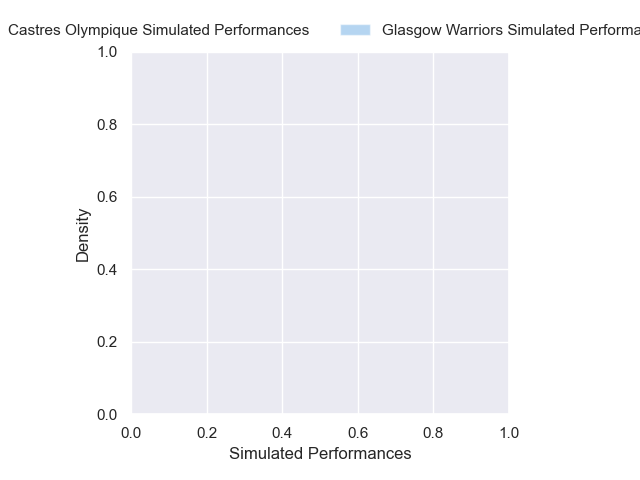 Castres Olympique Simulated Performances
Glasgow Warriors Simulated Performa
1.0
0.8
0.6
0.4
0.2
0.0
Density
0.0 0.2 0.4 0.6 0.8 1.0
Simulated Performances